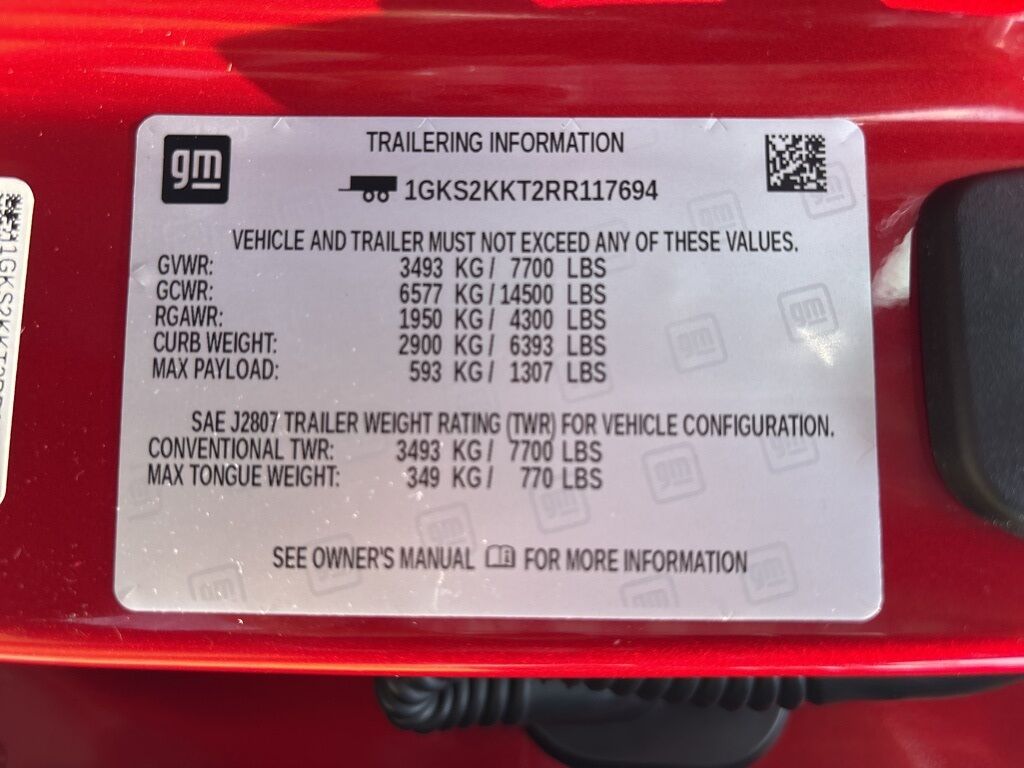 gm
TRAILERING INFORMATION
1GKS2KKT2RR117694
VEHICLE AND TRAILER MUST NOT EXCEED ANY OF THESE VALUES.
GVWR: 3493 KG / 7700 LBS
GCWR: 6577 KG / 14500 LBS
RGAWR: 1950 KG / 4300 LBS
CURB WEIGHT: 2900 KG / 6393 LBS
MAX PAYLOAD: 593 KG / 1307 LBS
SAE J2807 TRAILER WEIGHT RATING (TWR) FOR VEHICLE CONFIGURATION.
CONVENTIONAL TWR: 3493 KG / 7700 LBS
MAX TONGUE WEIGHT: 349 KG / 770 LBS
SEE OWNER'S MANUAL FOR MORE INFORMATION